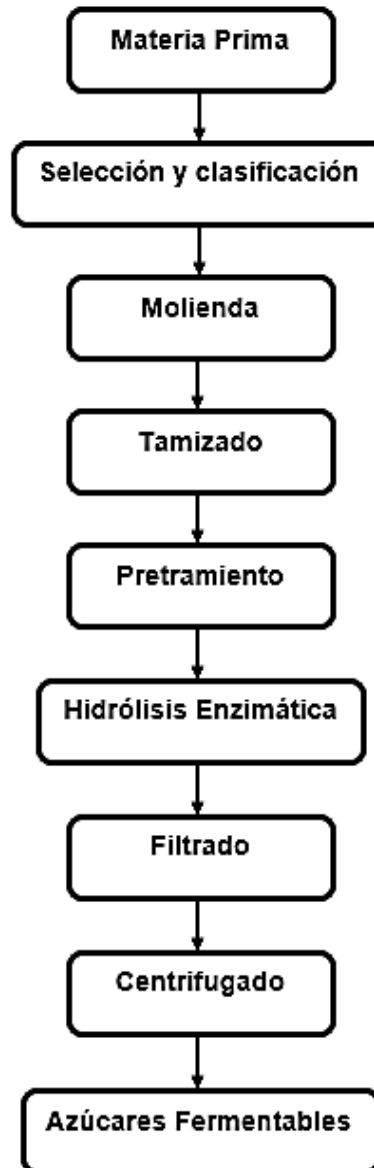 Materia Prima
Selección y clasificación
Molienda
Tamizado
Pretramiento
Hidrólisis Enzimática
Filtrado
Centrifugado
Azúcares Fermentables